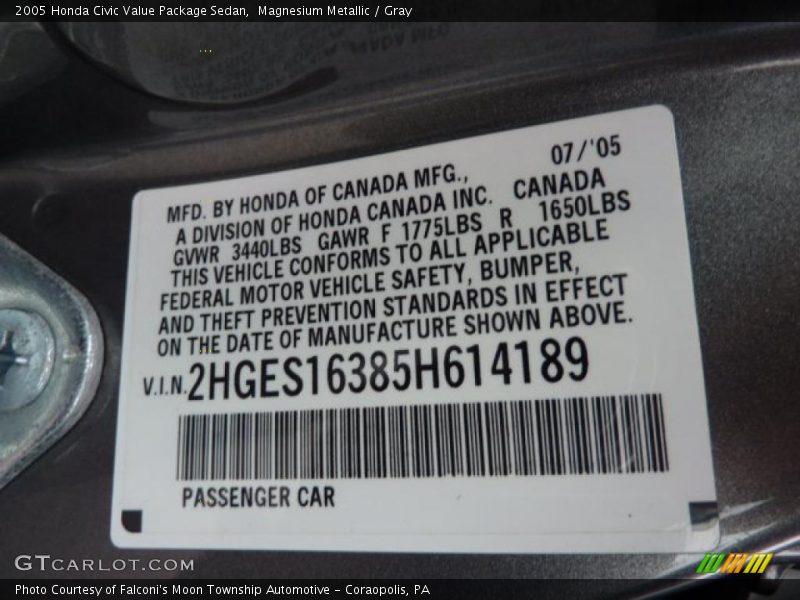 2005 Honda Civic Value Package Sedan,  Magnesium Metallic / Gray
07/'05
MFD. BY HONDA OF CANADA MFG.,
A DIVISION OF HONDA CANADA INC.  CANADA
GVWR 3440LBS GAWR F 1775LBS R 1650LBS
THIS VEHICLE CONFORMS TO ALL APPLICABLE
FEDERAL MOTOR VEHICLE SAFETY, BUMPER,
AND THEFT PREVENTION STANDARDS IN EFFECT
ON THE DATE OF MANUFACTURE SHOWN ABOVE.
V.I.N. 2HGES16385H614189
PASSENGER CAR
GTCARLOT.COM
Photo Courtesy of Falconi's Moon Township Automotive - Coraopolis, PA